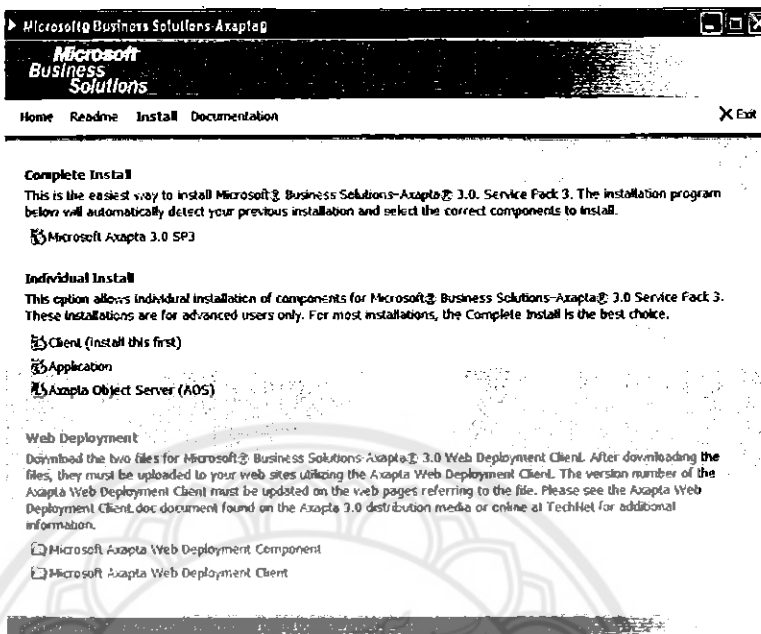 Microsoft® Business Solutions-Axapta®
Microsoft
Business
Solutions
Home Readme Install Documentation Exit
Complete Install
This is the easiest way to install Microsoft® Business Solutions-Axapta® 3.0. Service Pack 3. The installation program
below will automatically detect your previous installation and select the correct components to install.
Microsoft Axapta 3.0 SP3
Individual Install
This option allows individual installation of components for Microsoft® Business Solutions-Axapta® 3.0 Service Pack 3.
These installations are for advanced users only. For most installations, the Complete Install is the best choice.
Client (install this first)
Application
Axapta Object Server (AOS)
Web Deployment
Download the two files for Microsoft® Business Solutions-Axapta® 3.0 Web Deployment Client. After downloading the
files, they must be uploaded to your web sites utilizing the Axapta Web Deployment Client. The version number of the
Axapta Web Deployment Client must be updated on the web pages referring to the file. Please see the Axapta Web
Deployment Client.doc document found on the Axapta 3.0 distribution media or online at TechNet for additional
information.
Microsoft Axapta Web Deployment Component
Microsoft Axapta Web Deployment Client